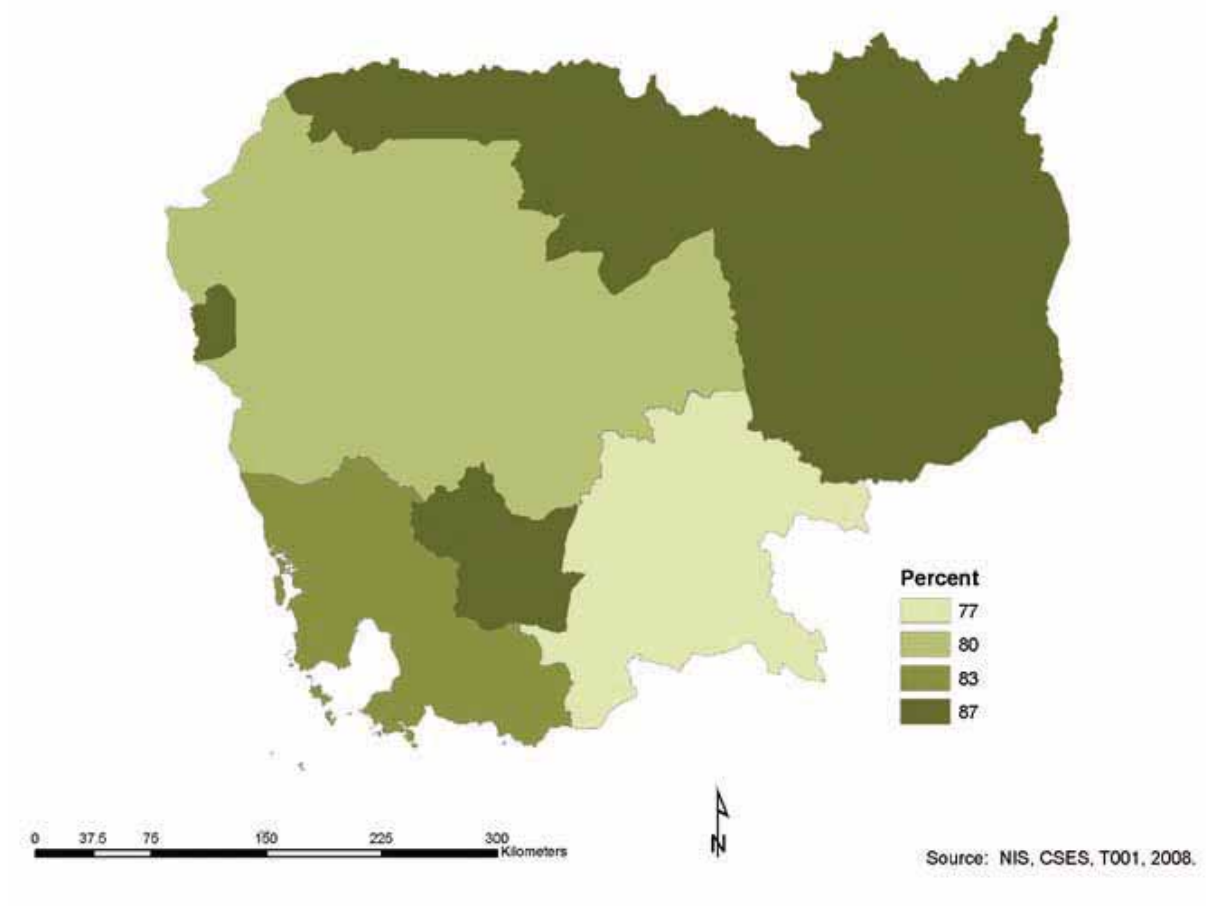 Percent
77
80
83
87
0 37.5 75 150 225 300
Kilometers
N
Source: NIS, CSES, T001, 2008.